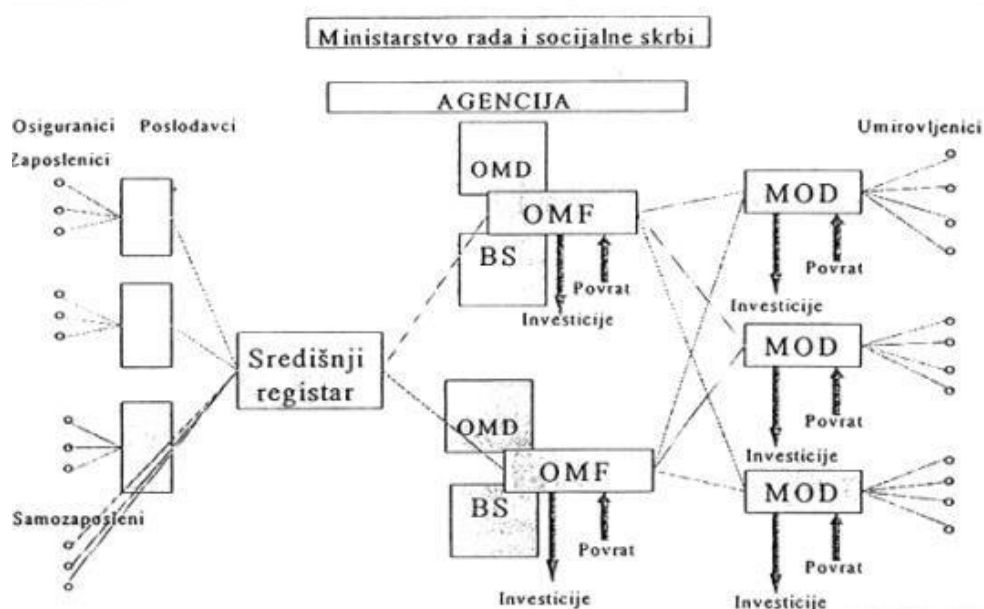 Ministarstvo rada i socijalne skrbi
AGENCIJA
Osiguranici Poslodavci
Zaposlenici
Umirovljenici
OMD
OMF
BS
Povrat
Investicije
MOD
Povrat
Investicije
Središnji
registar
MOD
Povrat
Investicije
OMD
OMF
BS
Povrat
Investicije
MOD
Povrat
Investicije
Samozaposleni